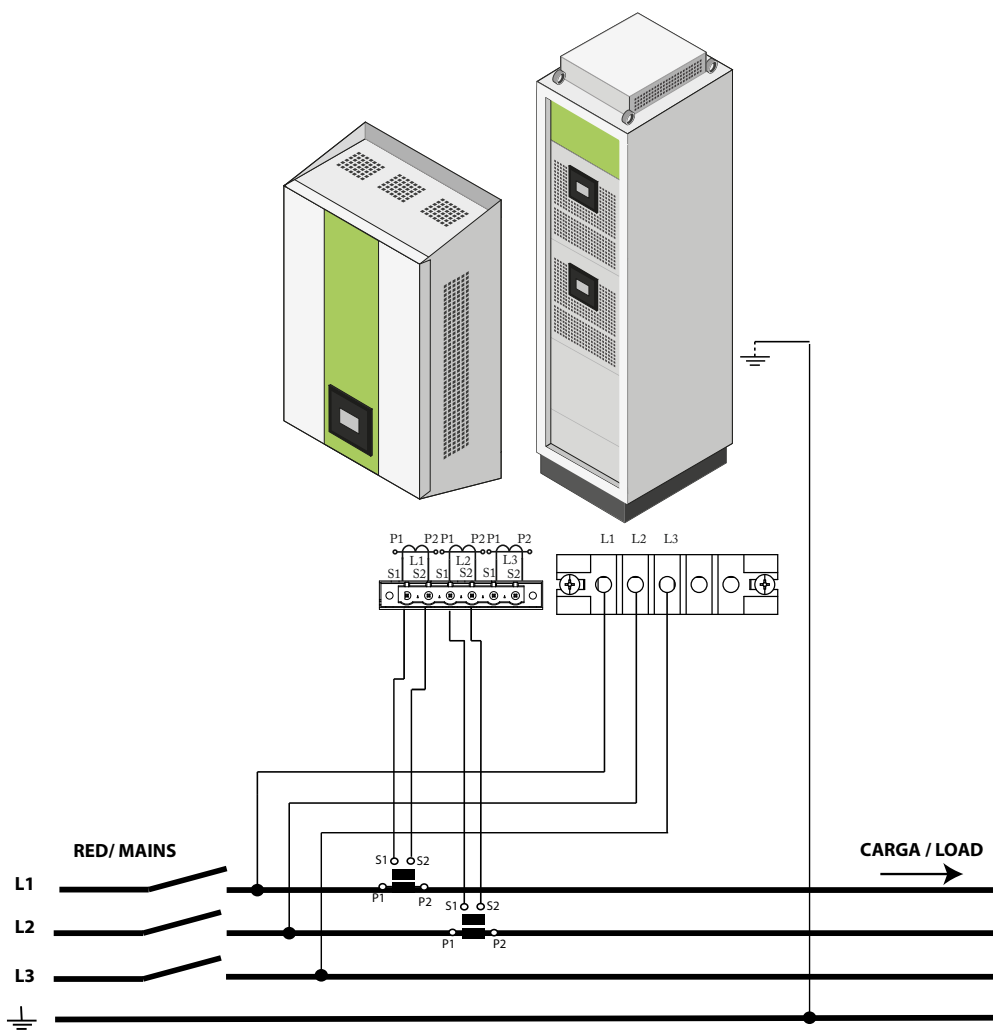 P1 P2 P1 P2 P1 P2 L1 L2 L3
L1 L2 L3
S1 S2 S1 S2 S1 S2
RED/ MAINS
CARGA / LOAD
S1 S2
L1
P1 P2
S1 S2
L2
P1 P2
L3